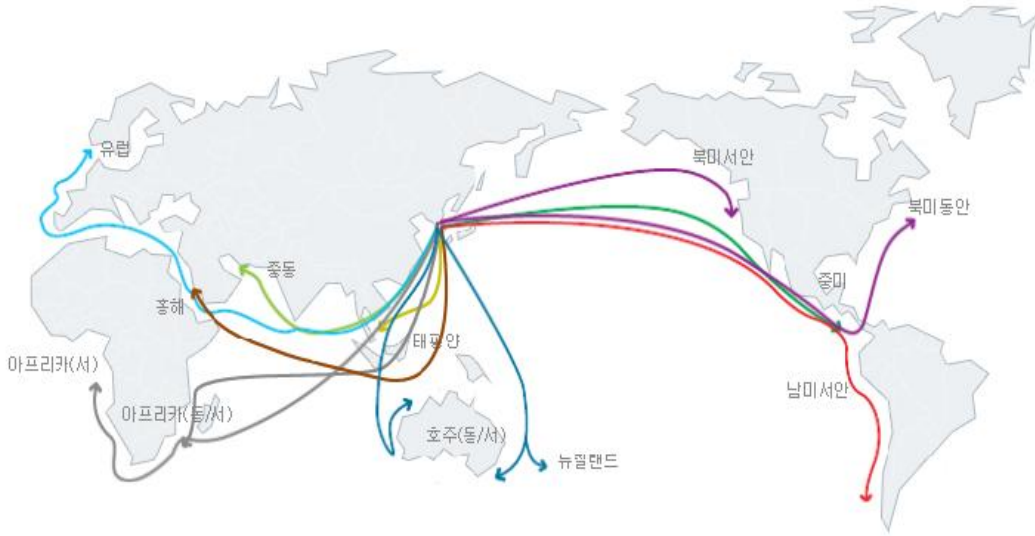 유럽
북미서안
북미동안
중동
중미
홍해
태평양
아프리카(서)
남미서안
아프리카(동/서)
호주(동/서)
뉴질랜드